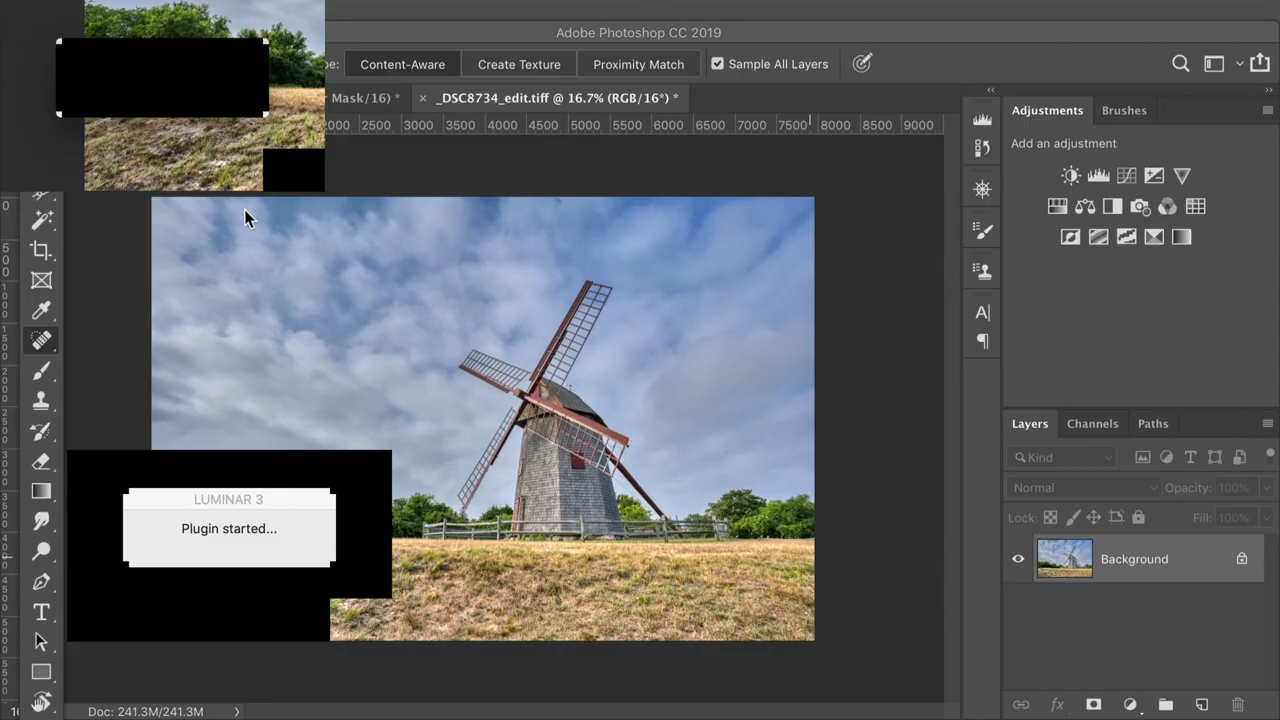 Adobe Photoshop CC 2019
e: Content-Aware Create Texture Proximity Match Sample All Layers
Mask/16) * × _DSC8734_edit.tiff @ 16.7% (RGB/16*) *
2000 2500 3000 3500 4000 4500 5000 5500 6000 6500 7000 7500 8000 8500 9000
Adjustments Brushes
Add an adjustment
LUMINAR 3
Plugin started...
Layers Channels Paths
Kind
Normal Opacity: 100%
Lock: Fill: 100%
Background
Doc: 241.3M/241.3M